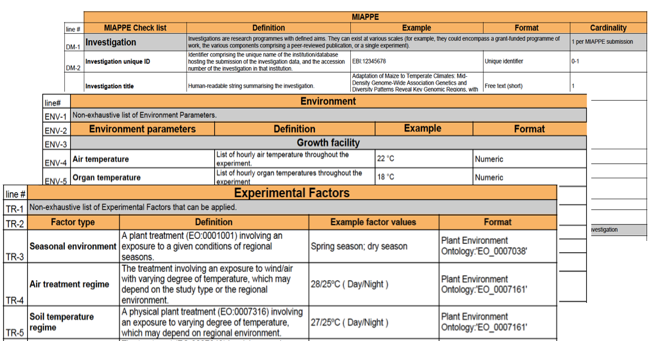 MIAPPE
line # MIAPPE Check list Definition Example Format Cardinality
DM-1 Investigation Investigations are research programmes with defined aims. They can exist at various scales (for example, they could encompass a grant-funded programme of work, the various components comprising a peer-reviewed publication, or a single experiment). 1 per MIAPPE submission
DM-2 Investigation unique ID Identifier comprising the unique name of the institution/database hosting the submission of the investigation data, and the accession number of the investigation in that institution. EBI:12345678 Unique identifier 0-1
Investigation title Human-readable string summarising the investigation. Adaptation of Maize to Temperate Climates: Mid-Density Genome-Wide Association Genetics and Diversity Patterns Reveal Key Genomic Regions, with Free text (short) 1
line# Environment
ENV-1 Non-exhaustive list of Environment Parameters.
ENV-2 Environment parameters Definition Example Format
ENV-3 Growth facility
ENV-4 Air temperature List of hourly air temperature throughout the experiment. 22 °C Numeric
ENV-5 Organ temperature List of hourly organ temperatures throughout the experiment 18 °C Numeric
line # Experimental Factors
TR-1 Non-exhaustive list of Experimental Factors that can be applied.
TR-2 Factor type Definition Example factor values Format
TR-3 Seasonal environment A plant treatment (EO:0001001) involving an exposure to a given conditions of regional seasons. Spring season; dry season Plant Environment Ontology:'EO_0007038'
TR-4 Air treatment regime The treatment involving an exposure to wind/air with varying degree of temperature, which may depend on the study type or the regional environment. 28/25ºC ( Day/Night ) Plant Environment Ontology:'EO_0007161'
TR-5 Soil temperature regime A physical plant treatment (EO:0007316) involving an exposure to varying degree of temperature, which may depend on regional environment. 27/25ºC ( Day/Night ) Plant Environment Ontology:'EO_0007161'